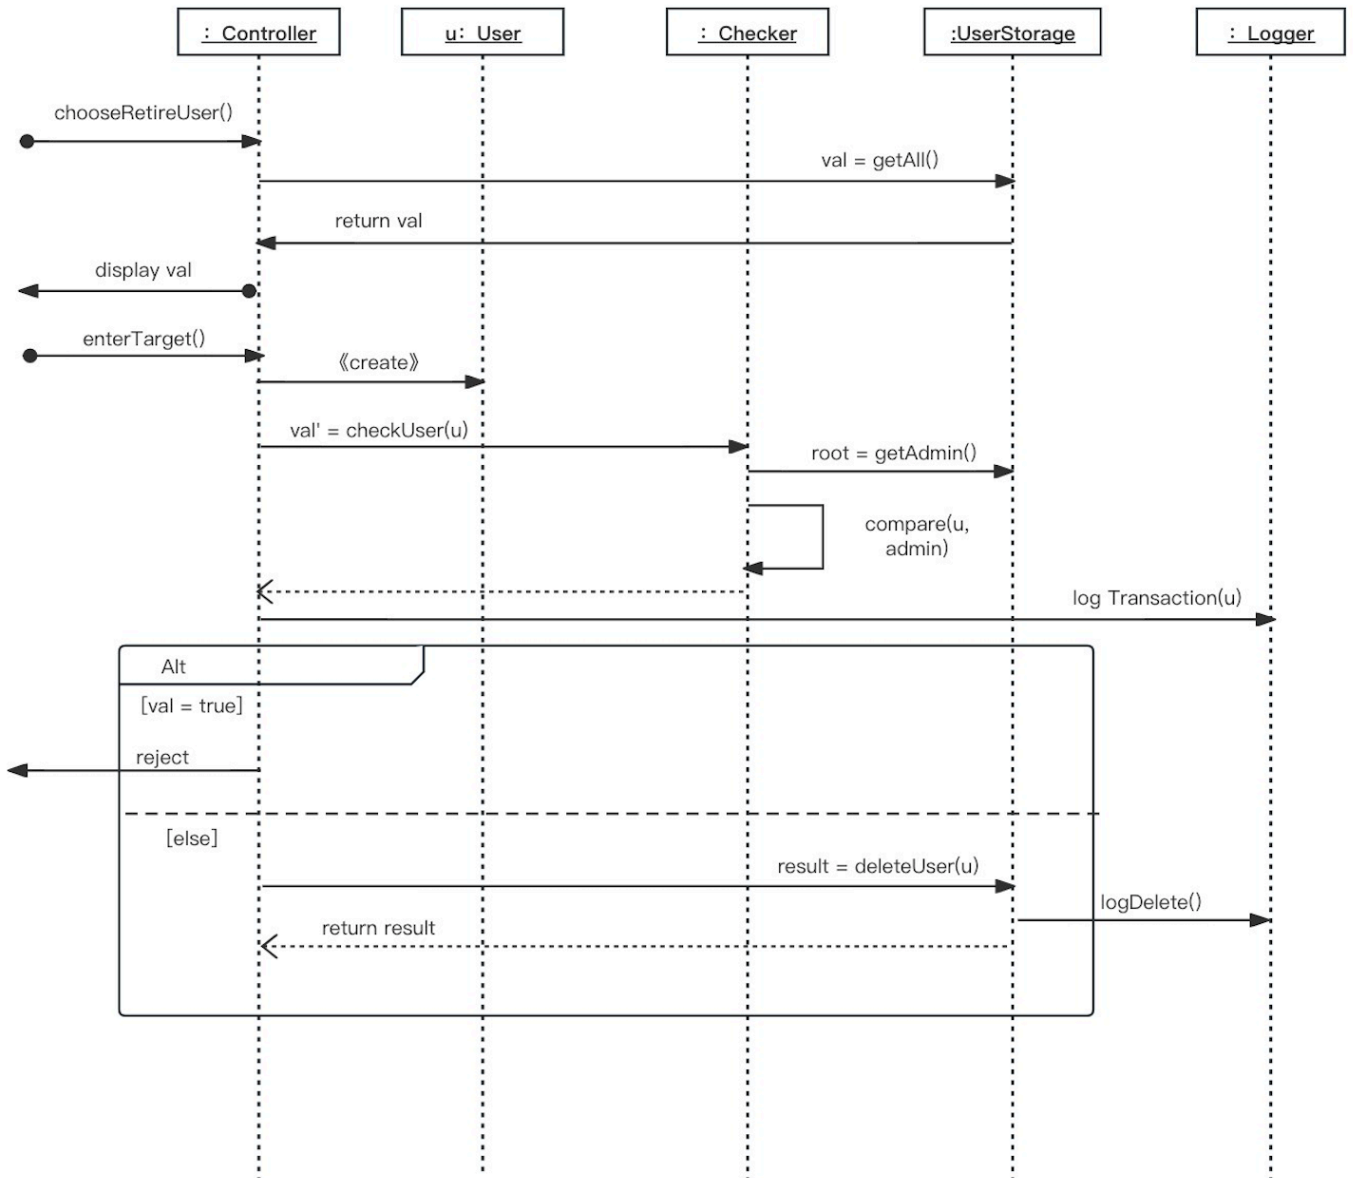 : Controller
u: User
: Checker
:UserStorage
: Logger
chooseRetireUser()
val = getAll()
return val
display val
enterTarget()
《create》
val' = checkUser(u)
root = getAdmin()
compare(u,
admin)
log Transaction(u)
Alt
[val = true]
reject
[else]
result = deleteUser(u)
logDelete()
return result